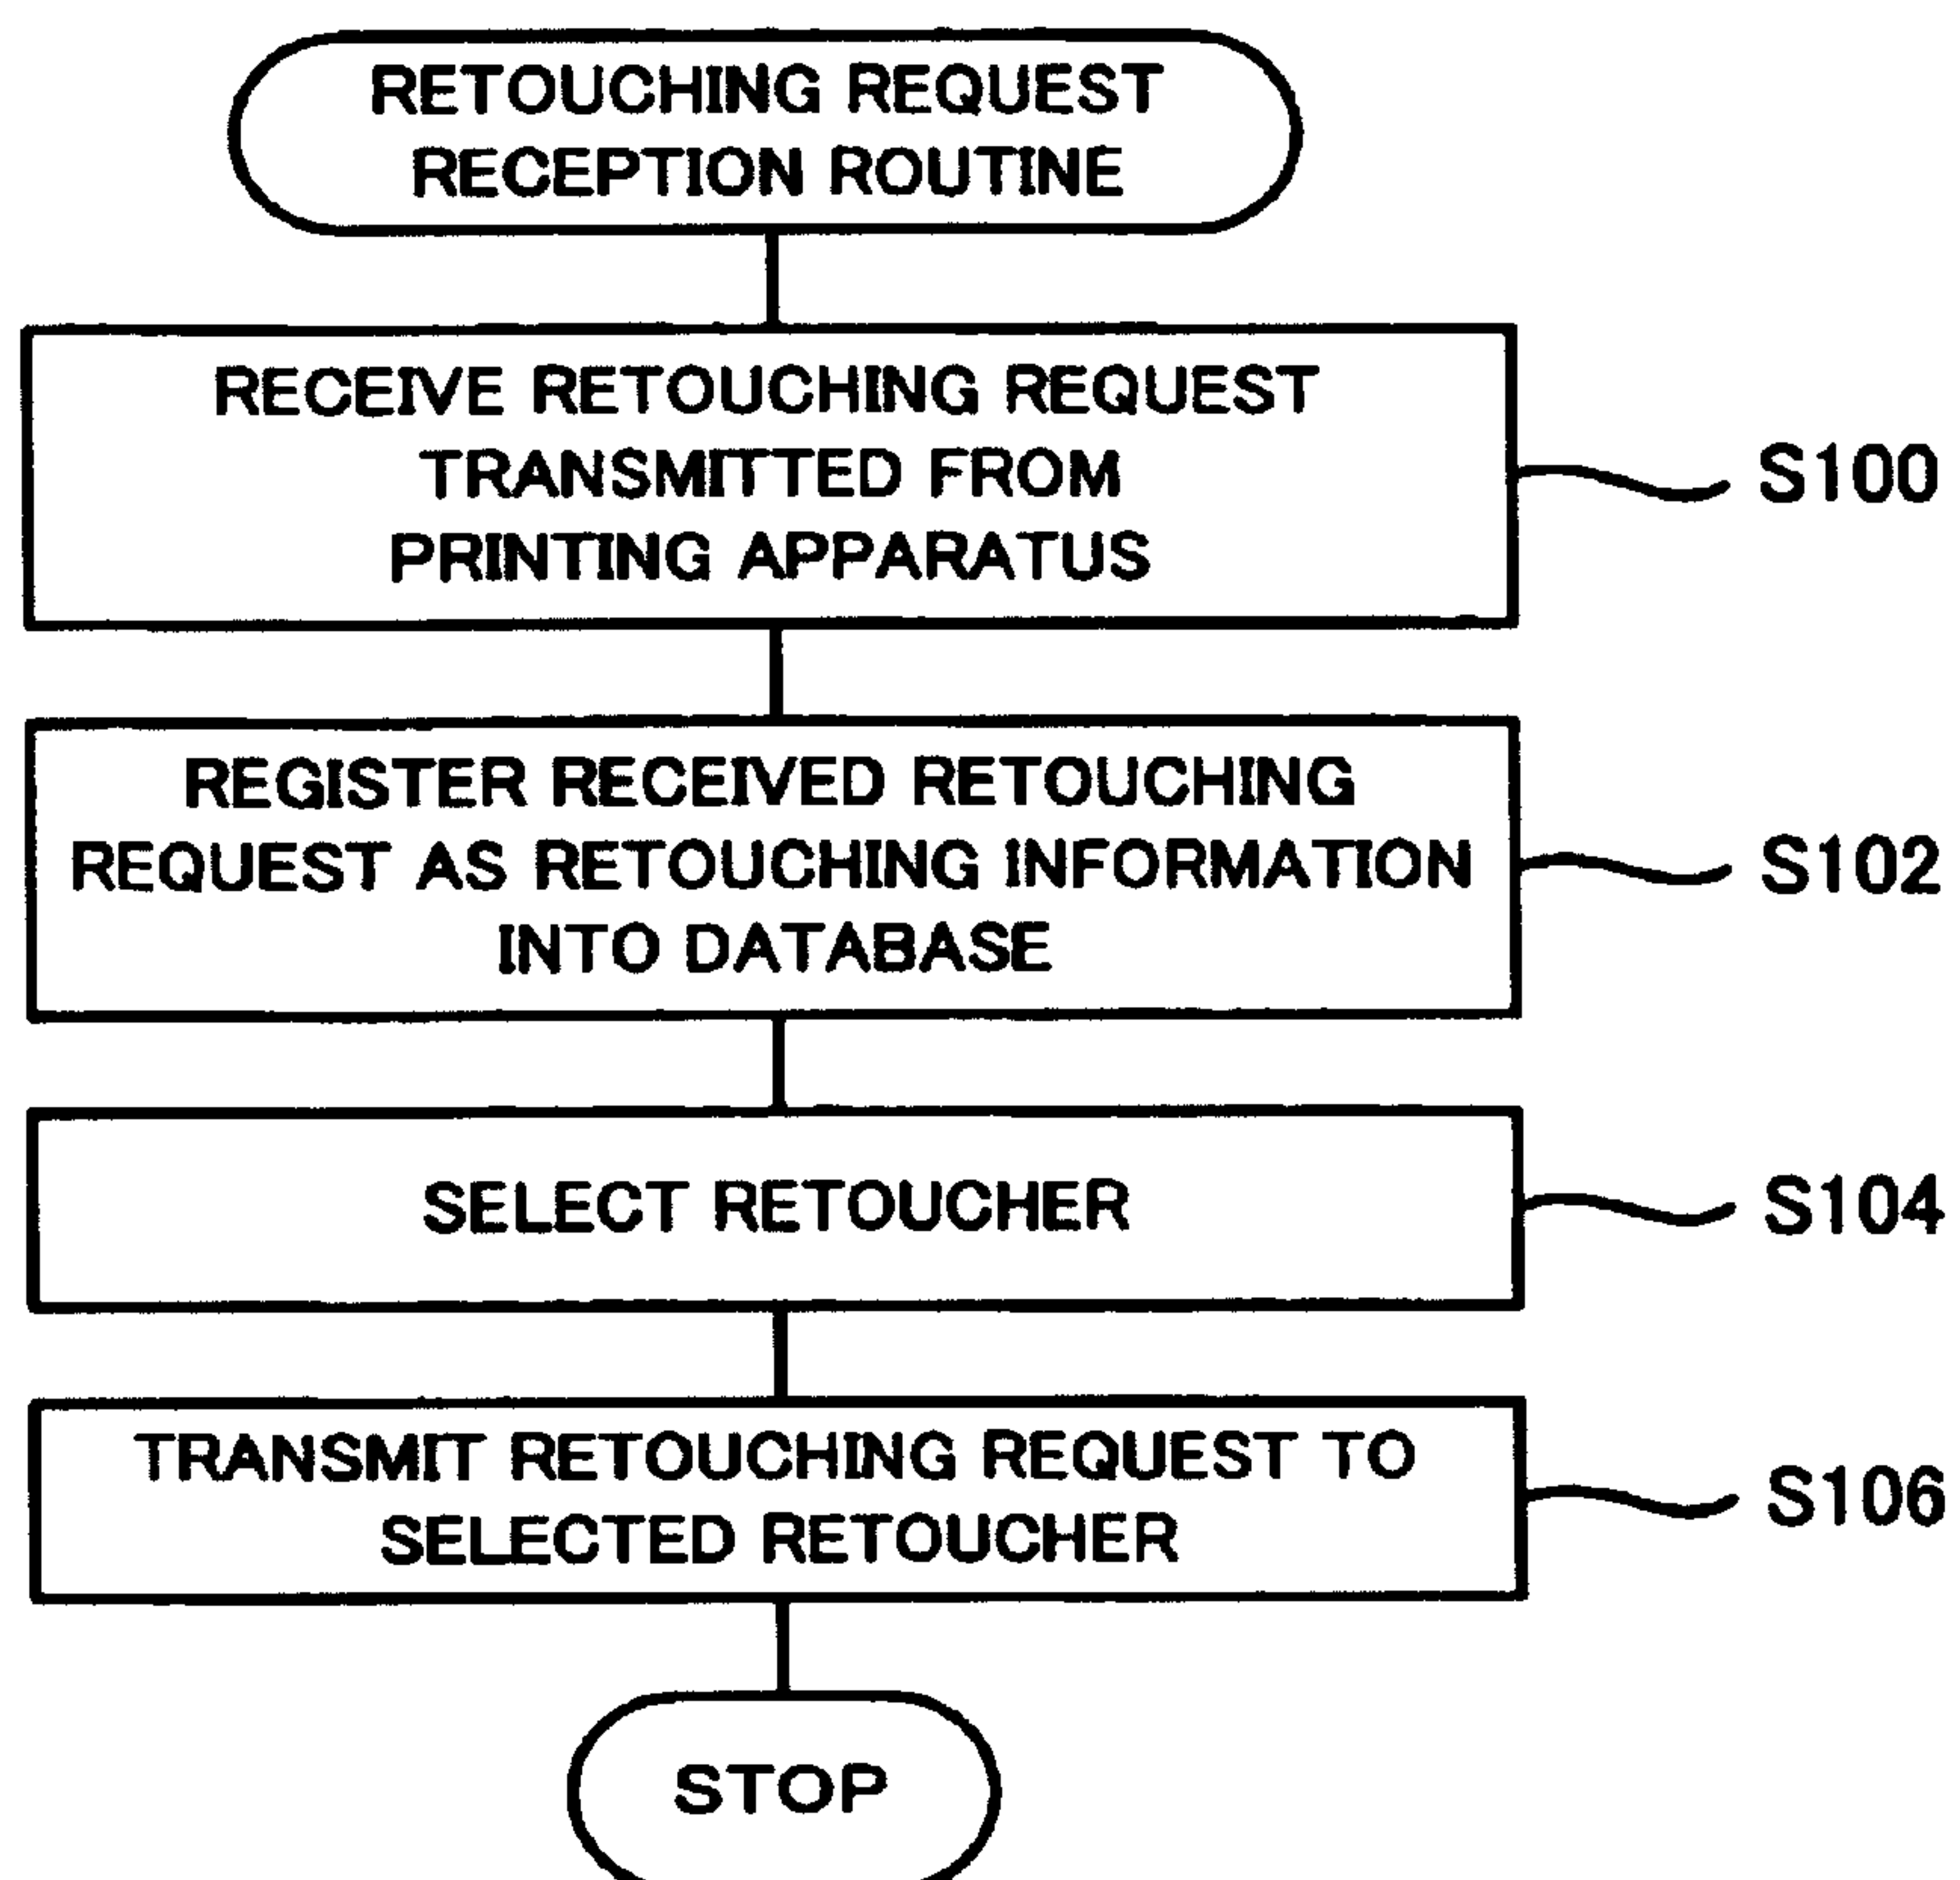 RETOUCHING REQUEST
RECEPTION ROUTINE
RECEIVE RETOUCHING REQUEST
TRANSMITTED FROM
PRINTING APPARATUS
S100
REGISTER RECEIVED RETOUCHING
REQUEST AS RETOUCHING INFORMATION
INTO DATABASE
S102
SELECT RETOUCHER
S104
TRANSMIT RETOUCHING REQUEST TO
SELECTED RETOUCHER
S106
STOP